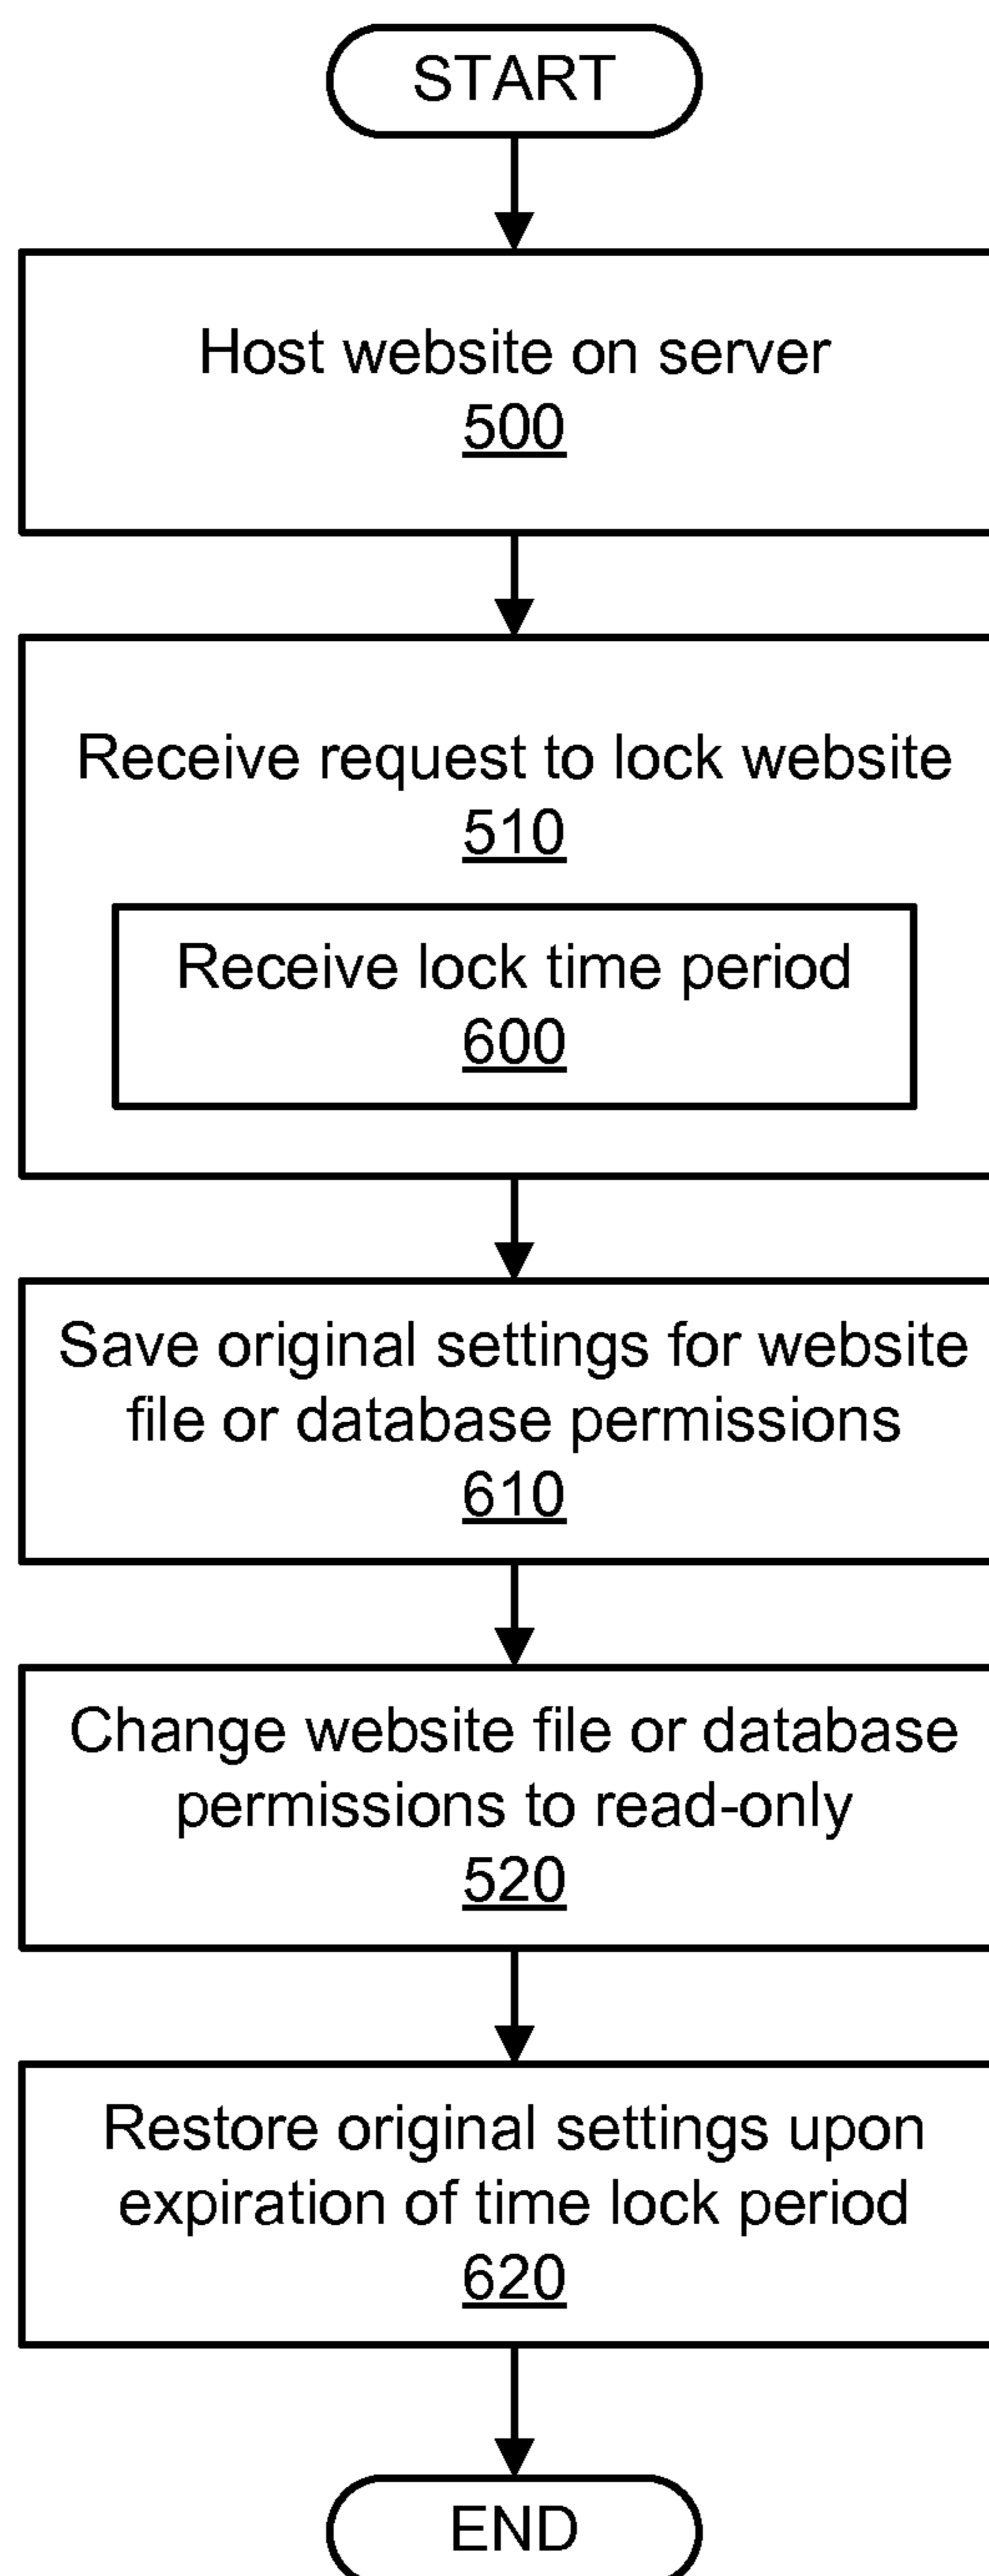 START
Host website on server
500
Receive request to lock website
510
Receive lock time period
600
Save original settings for website
file or database permissions
610
Change website file or database
permissions to read-only
520
Restore original settings upon
expiration of time lock period
620
END